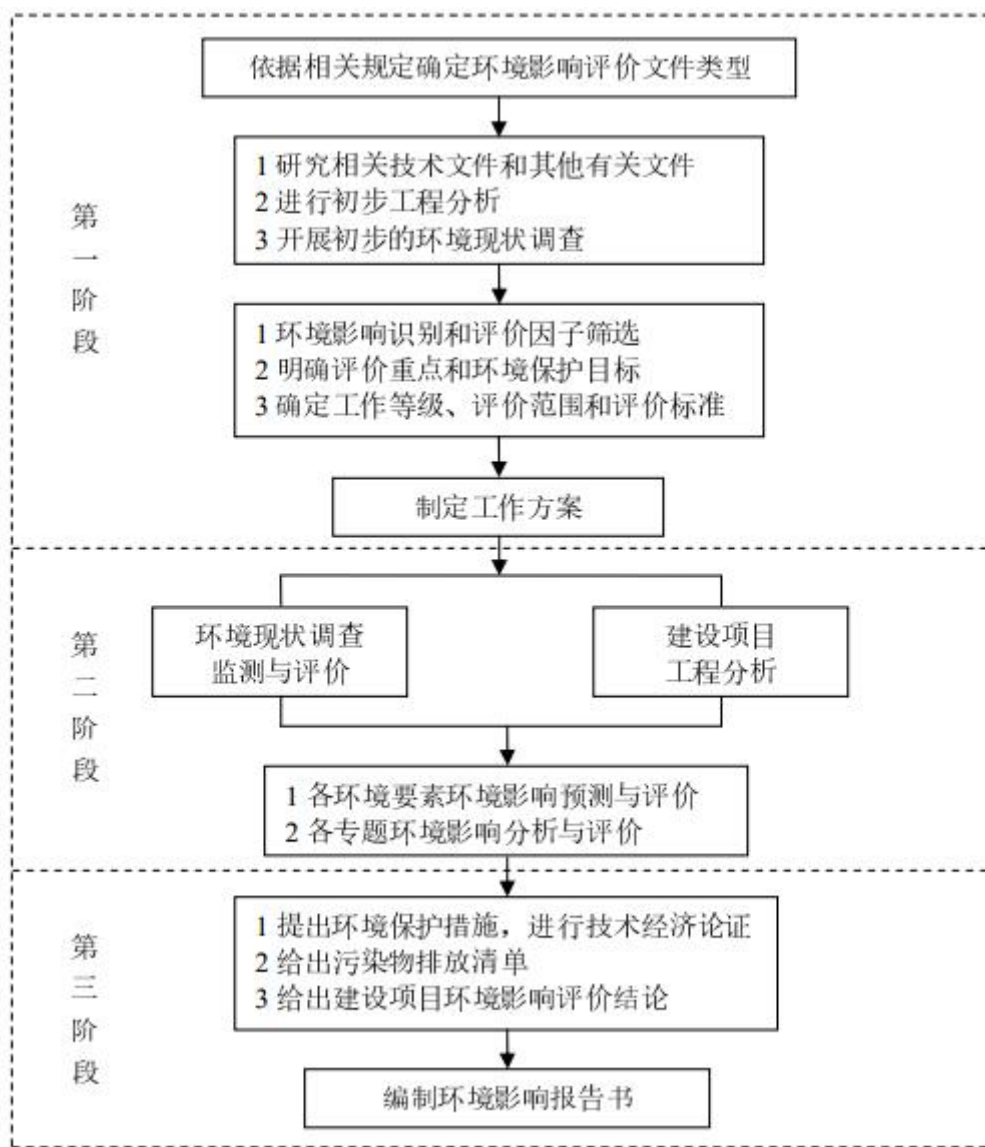 依据相关规定确定环境影响评价文件类型
第一阶段
1 研究相关技术文件和其他有关文件
2 进行初步工程分析
3 开展初步的环境现状调查
1 环境影响识别和评价因子筛选
2 明确评价重点和环境保护目标
3 确定工作等级、评价范围和评价标准
制定工作方案
第二阶段
环境现状调查
监测与评价
建设项目
工程分析
1 各环境要素环境影响预测与评价
2 各专题环境影响分析与评价
第三阶段
1 提出环境保护措施，进行技术经济论证
2 给出污染物排放清单
3 给出建设项目环境影响评价结论
编制环境影响报告书